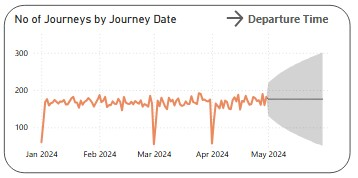 No of Journeys by Journey Date
Departure Time
300
200
100
Jan 2024 Feb 2024 Mar 2024 Apr 2024 May 2024